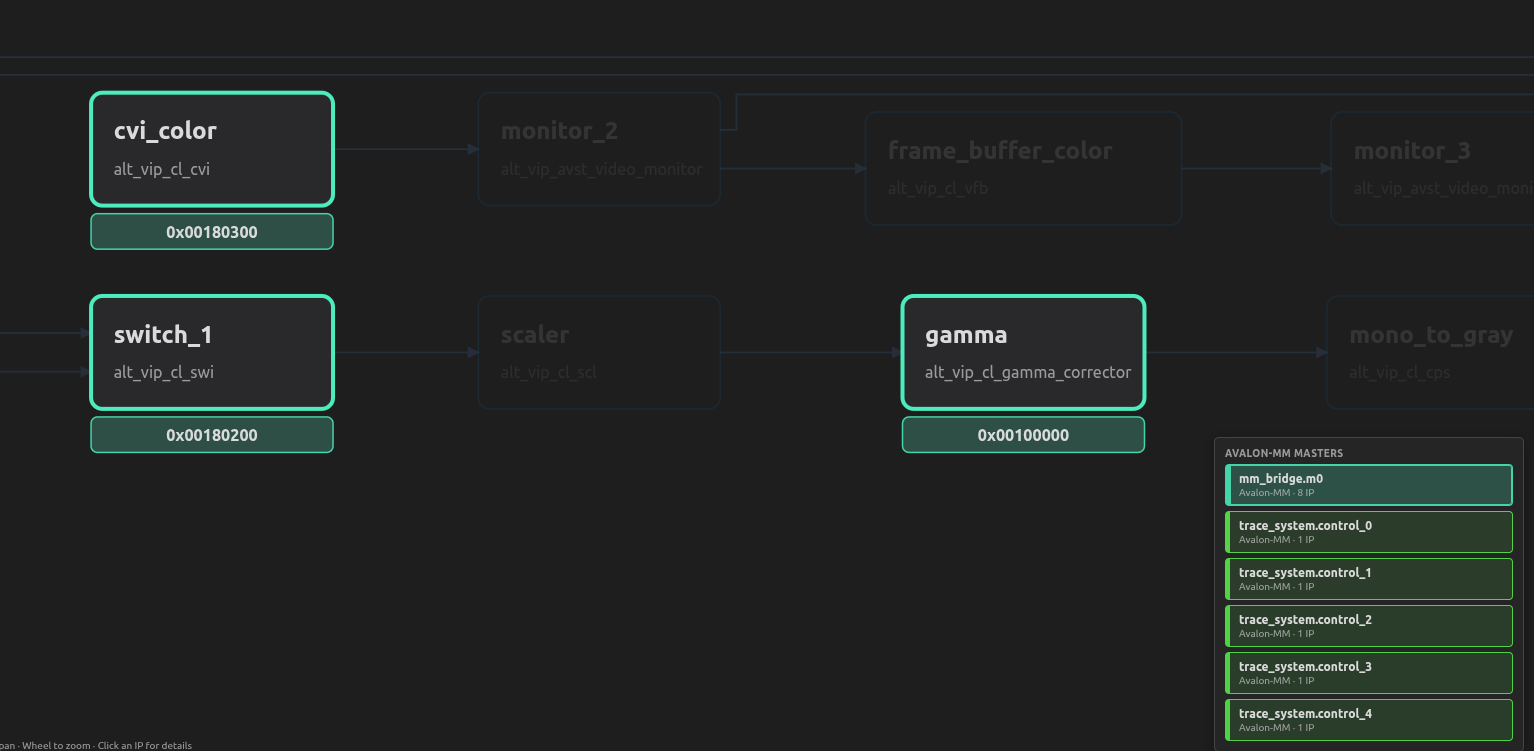 cvi_color
alt_vip_cl_cvi
0x00180300
monitor_2
alt_vip_avst_video_monitor
frame_buffer_color
alt_vip_cl_vfb
monitor_3
alt_vip_avst_video_moni
switch_1
alt_vip_cl_swi
0x00180200
scaler
alt_vip_cl_scl
gamma
alt_vip_cl_gamma_corrector
0x00100000
mono_to_gray
alt_vip_cl_cps
AVALON-MM MASTERS
mm_bridge.m0
Avalon-MM · 8 IP
trace_system.control_0
Avalon-MM · 1 IP
trace_system.control_1
Avalon-MM · 1 IP
trace_system.control_2
Avalon-MM · 1 IP
trace_system.control_3
Avalon-MM · 1 IP
trace_system.control_4
Avalon-MM · 1 IP
pan · Wheel to zoom · Click an IP for details